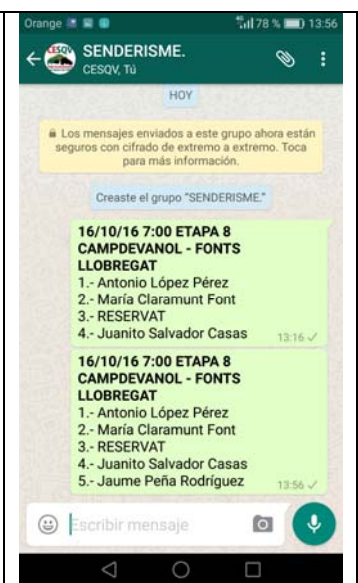 Orange 78 % 13:56
CESQV SENDERISME.
CESQV, Tú
HOY
Los mensajes enviados a este grupo ahora están
seguros con cifrado de extremo a extremo. Toca
para más información.
Creaste el grupo "SENDERISME."
16/10/16 7:00 ETAPA 8
CAMPDEVANOL - FONTS
LLOBREGAT
1.- Antonio López Pérez
2.- María Claramunt Font
3.- RESERVAT
4.- Juanito Salvador Casas
13:16
16/10/16 7:00 ETAPA 8
CAMPDEVANOL - FONTS
LLOBREGAT
1.- Antonio López Pérez
2.- María Claramunt Font
3.- RESERVAT
4.- Juanito Salvador Casas
5.- Jaume Peña Rodríguez
13:56
Escribir mensaje